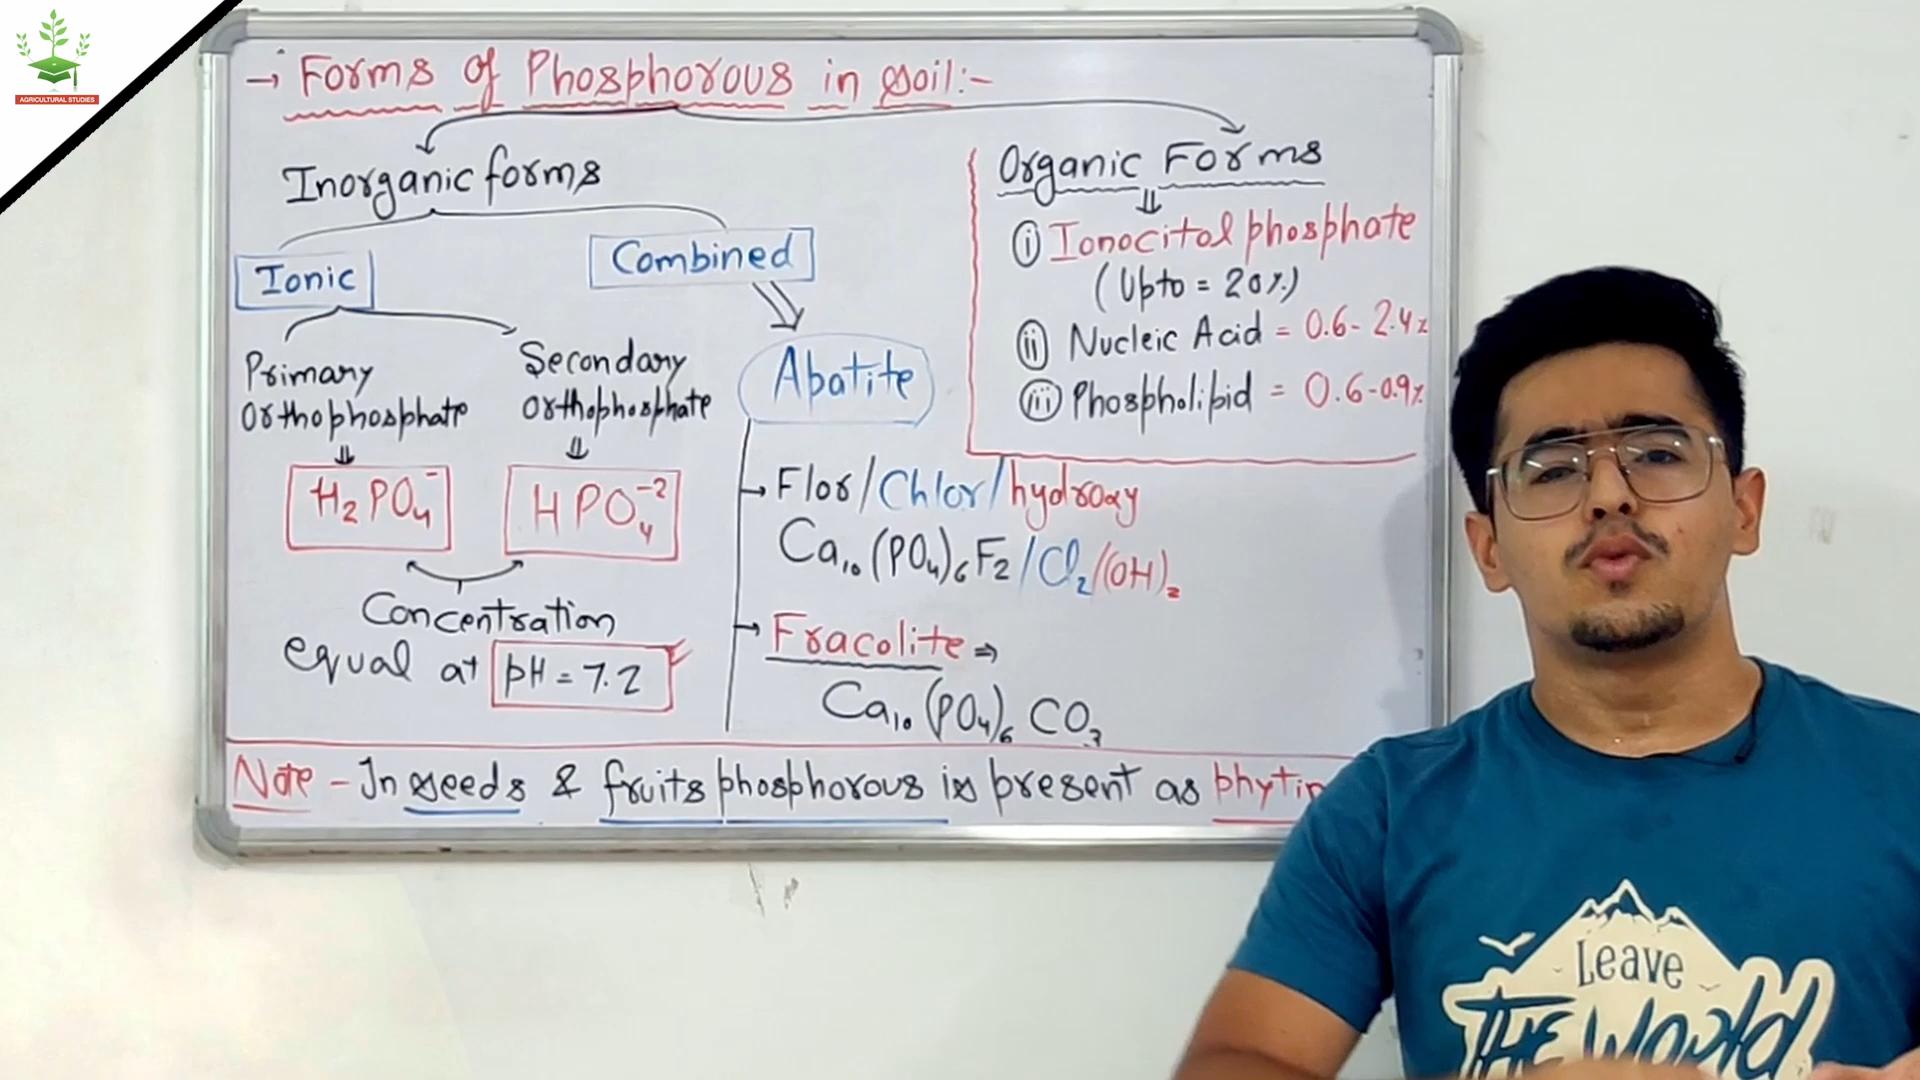 AGRICULTURAL STUDIES
→ Forms of Phosphorous in soil:-
Inorganic forms
Ionic
Combined
Primary
Orthophosphate
Secondary
Orthophosphate
H₂PO₄⁻
HPO₄⁻²
Concentration
equal at pH = 7.2
Abatite
→ Flor/Chlor/hydroxy
Ca₁₀(PO₄)₆F₂/Cl₂/(OH)₂
→ Fracolite ⇒
Ca₁₀(PO₄)₆CO₃
Organic Forms
(i) Ionocitol phosphate
(Upto = 20%)
(ii) Nucleic Acid = 0.6-2.4%
(iii) Phospholipid = 0.6-0.9%
Note - In seeds & fruits phosphorous is present as phytin
Leave
THE WORLD